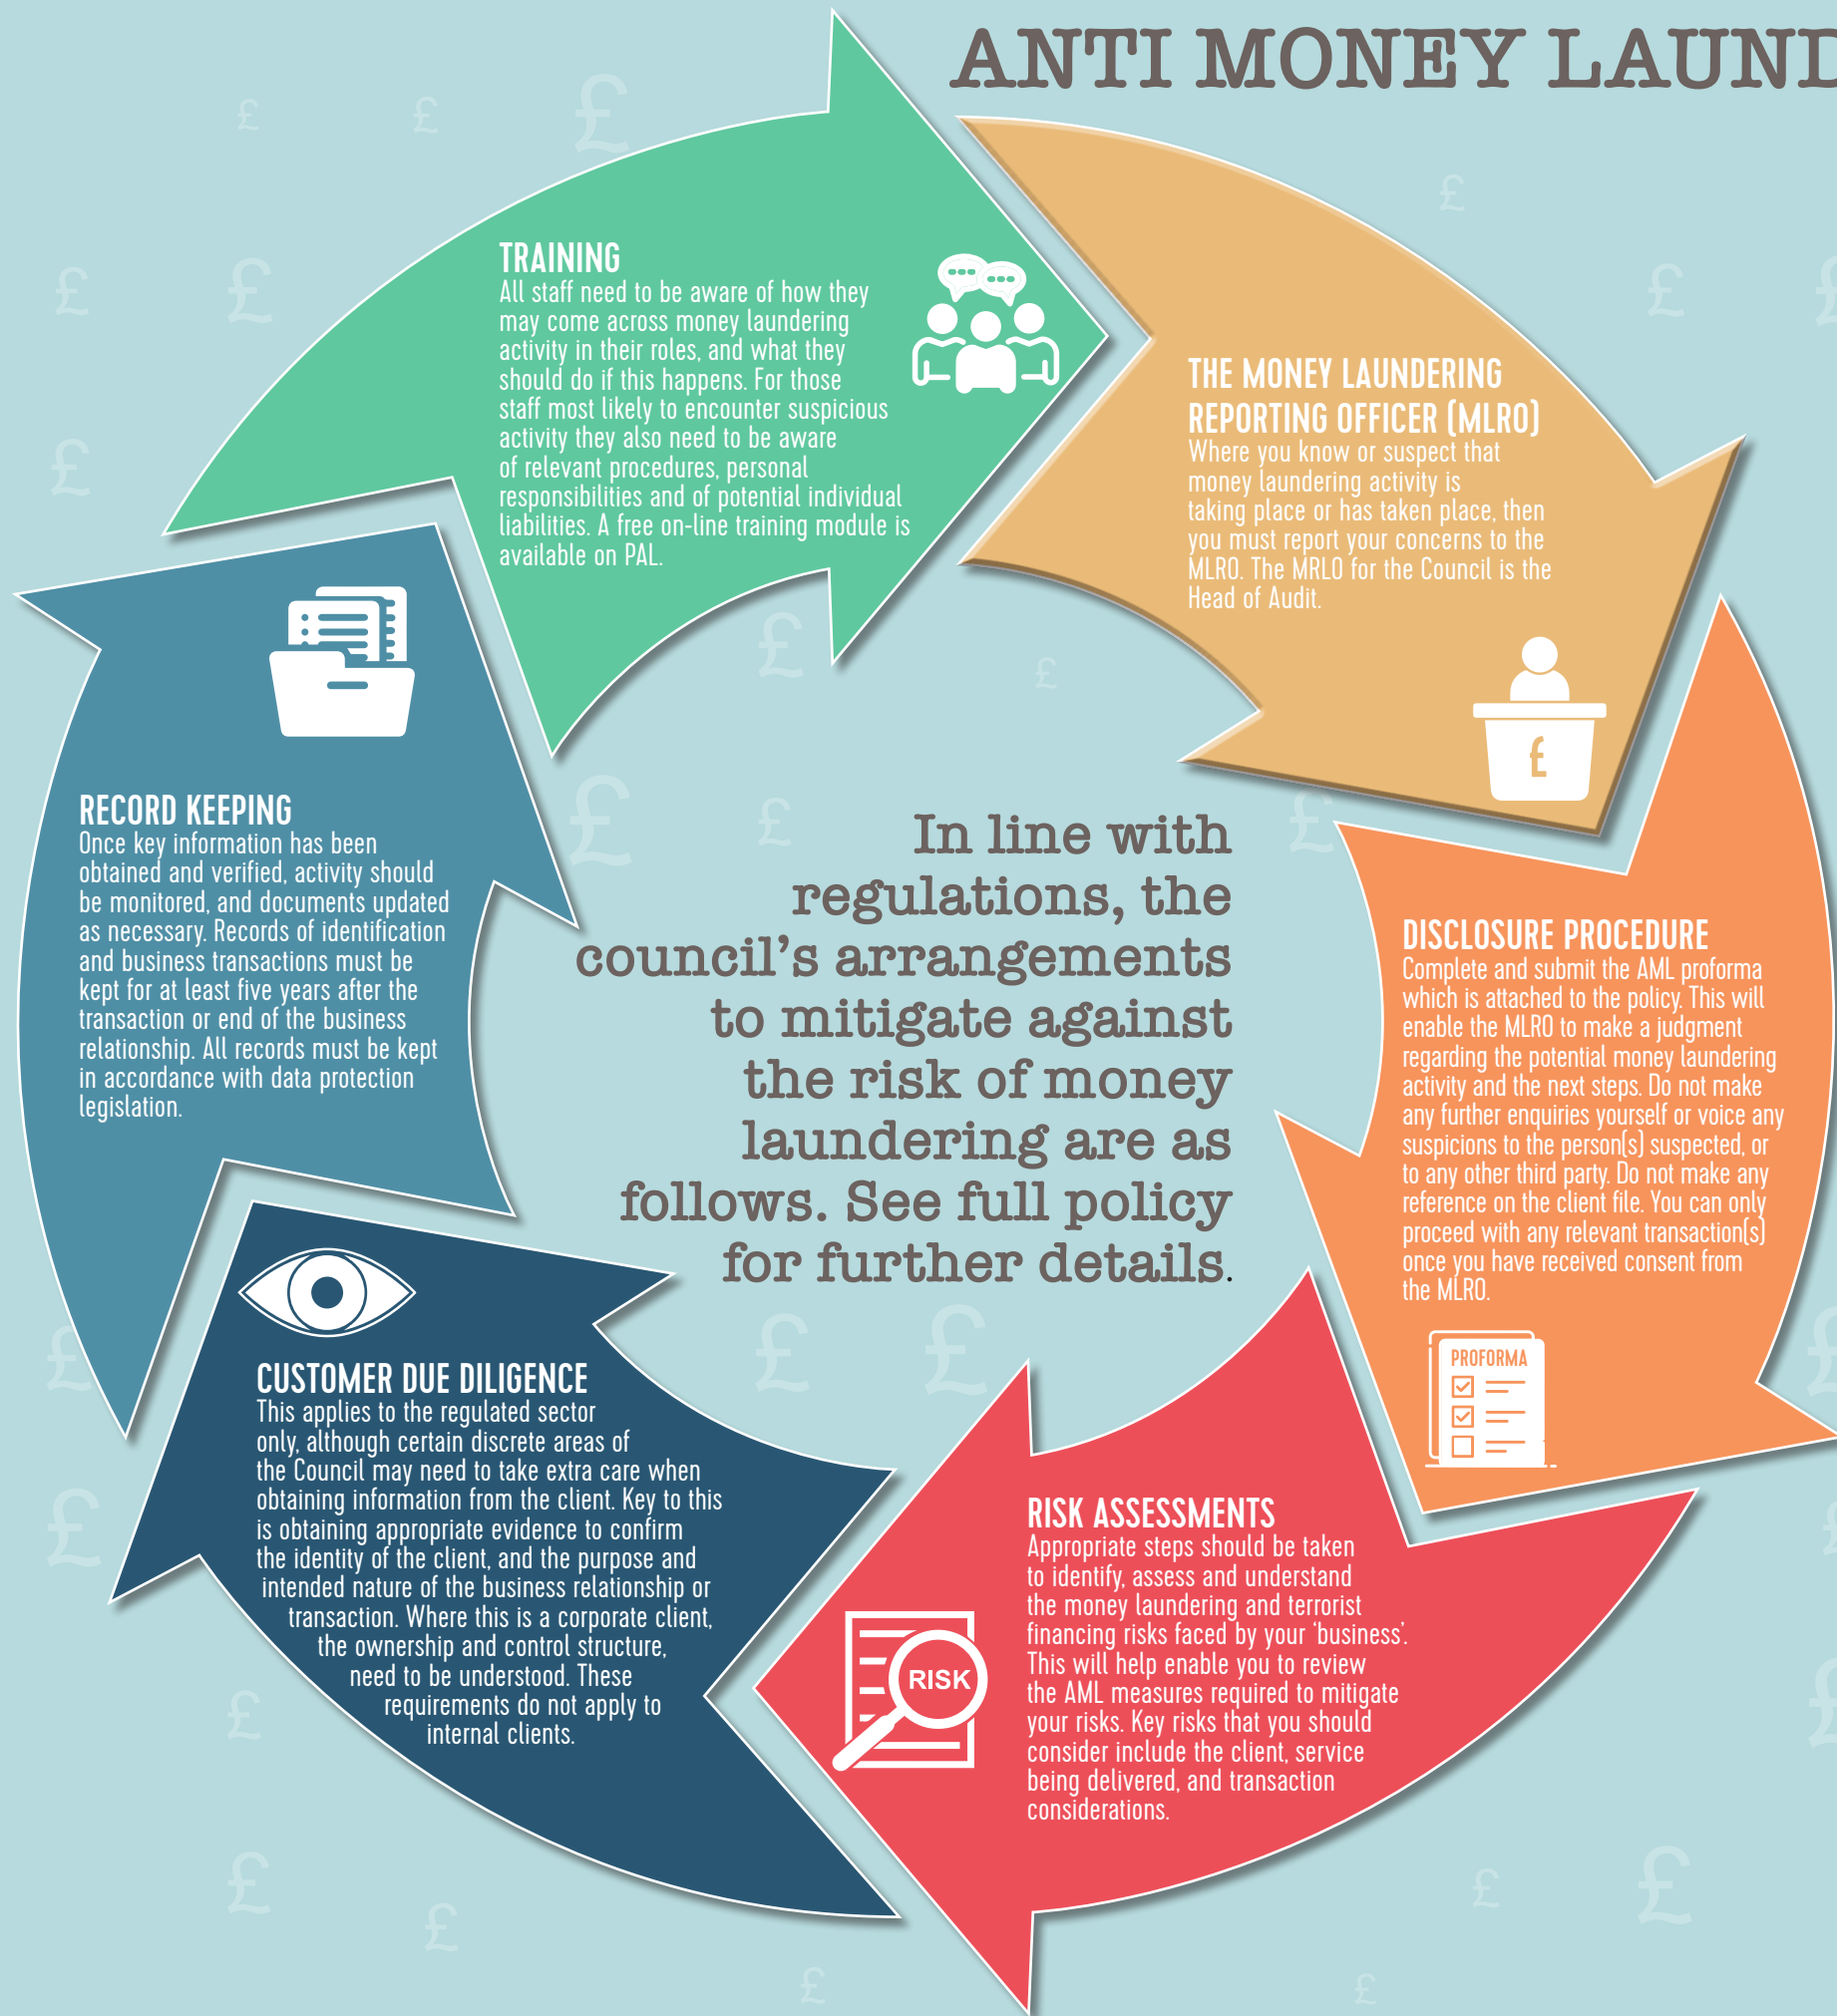 ANTI MONEY LAUND
TRAINING
All staff need to be aware of how they
may come across money laundering
activity in their roles, and what they
should do if this happens. For those
staff most likely to encounter suspicious
activity they also need to be aware
of relevant procedures, personal
responsibilities and of potential individual
liabilities. A free on-line training module is
available on PAL.
THE MONEY LAUNDERING
REPORTING OFFICER (MLRO)
Where you know or suspect that
money laundering activity is
taking place or has taken place, then
you must report your concerns to the
MLRO. The MRLO for the Council is the
Head of Audit.
£
DISCLOSURE PROCEDURE
Complete and submit the AML proforma
which is attached to the policy. This will
enable the MLRO to make a judgment
regarding the potential money laundering
activity and the next steps. Do not make
any further enquiries yourself or voice any
suspicions to the person(s) suspected, or
to any other third party. Do not make any
reference on the client file. You can only
proceed with any relevant transaction(s)
once you have received consent from
the MLRO.
PROFORMA
RISK ASSESSMENTS
Appropriate steps should be taken
to identify, assess and understand
the money laundering and terrorist
financing risks faced by your ‘business’.
This will help enable you to review
the AML measures required to mitigate
your risks. Key risks that you should
consider include the client, service
being delivered, and transaction
considerations.
RISK
CUSTOMER DUE DILIGENCE
This applies to the regulated sector
only, although certain discrete areas of
the Council may need to take extra care when
obtaining information from the client. Key to this
is obtaining appropriate evidence to confirm
the identity of the client, and the purpose and
intended nature of the business relationship or
transaction. Where this is a corporate client,
the ownership and control structure,
need to be understood. These
requirements do not apply to
internal clients.
RECORD KEEPING
Once key information has been
obtained and verified, activity should
be monitored, and documents updated
as necessary. Records of identification
and business transactions must be
kept for at least five years after the
transaction or end of the business
relationship. All records must be kept
in accordance with data protection
legislation.
In line with
regulations, the
council’s arrangements
to mitigate against
the risk of money
laundering are as
follows. See full policy
for further details.